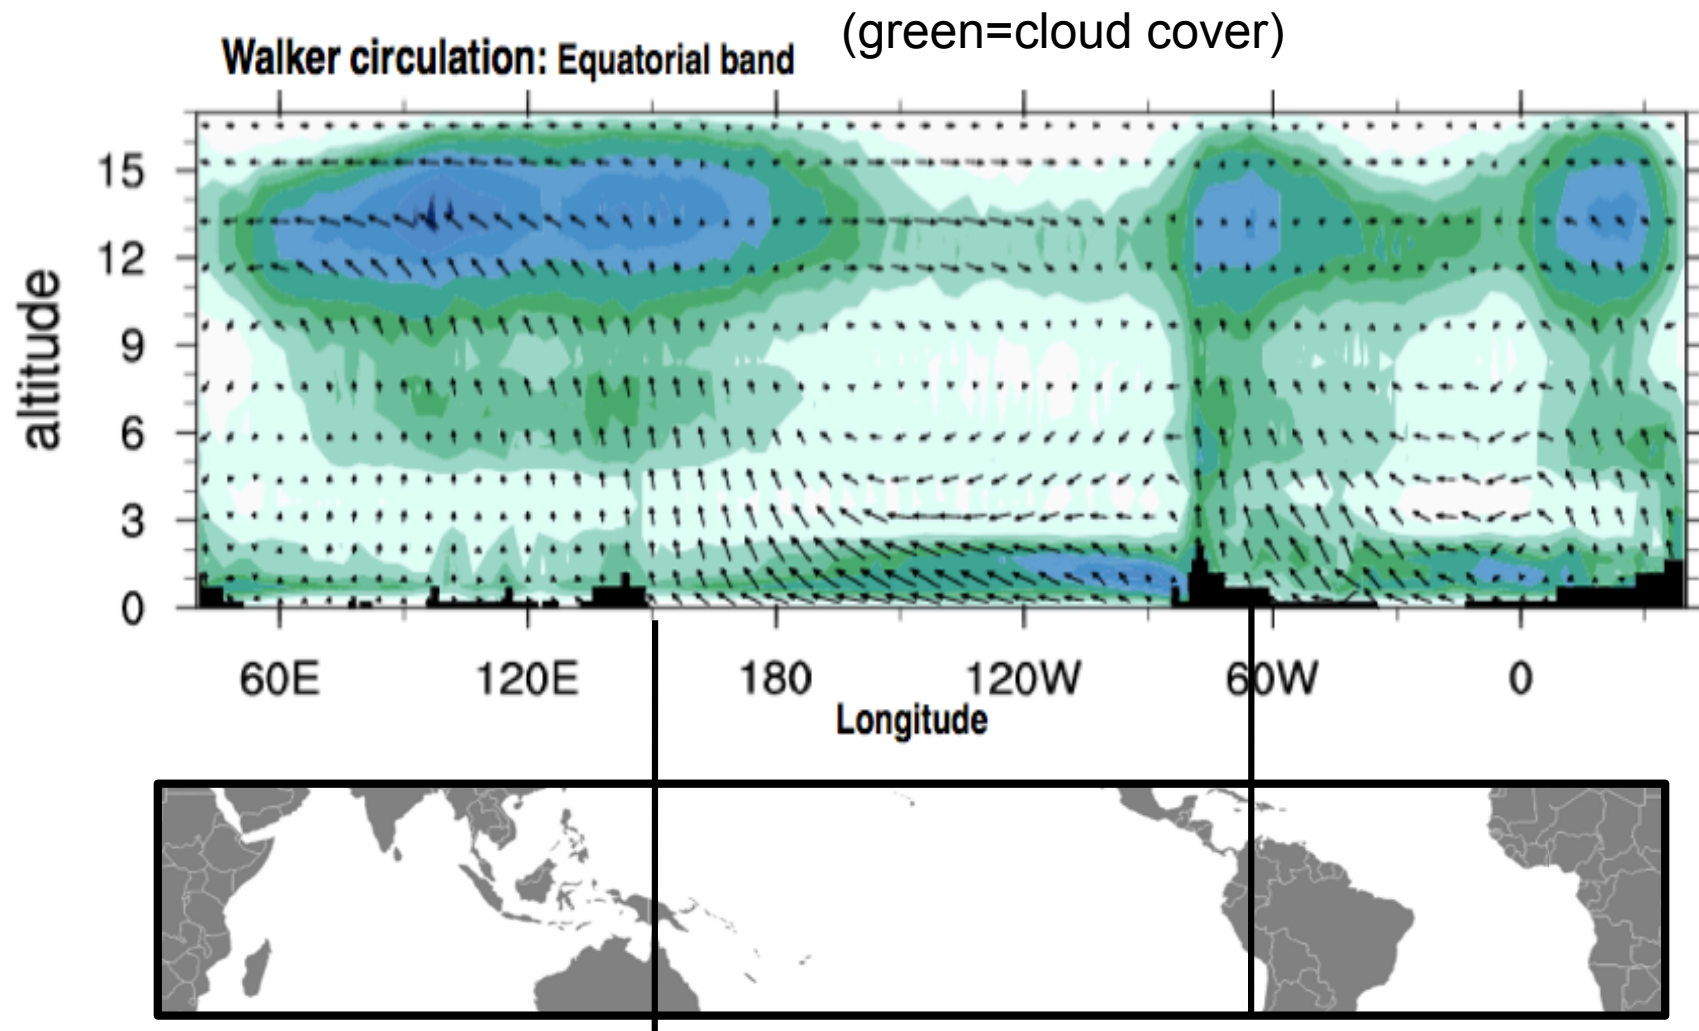 (green=cloud cover)
Walker circulation: Equatorial band
altitude
15
12
9
6
3
0
60E 120E 180 120W 60W 0
Longitude